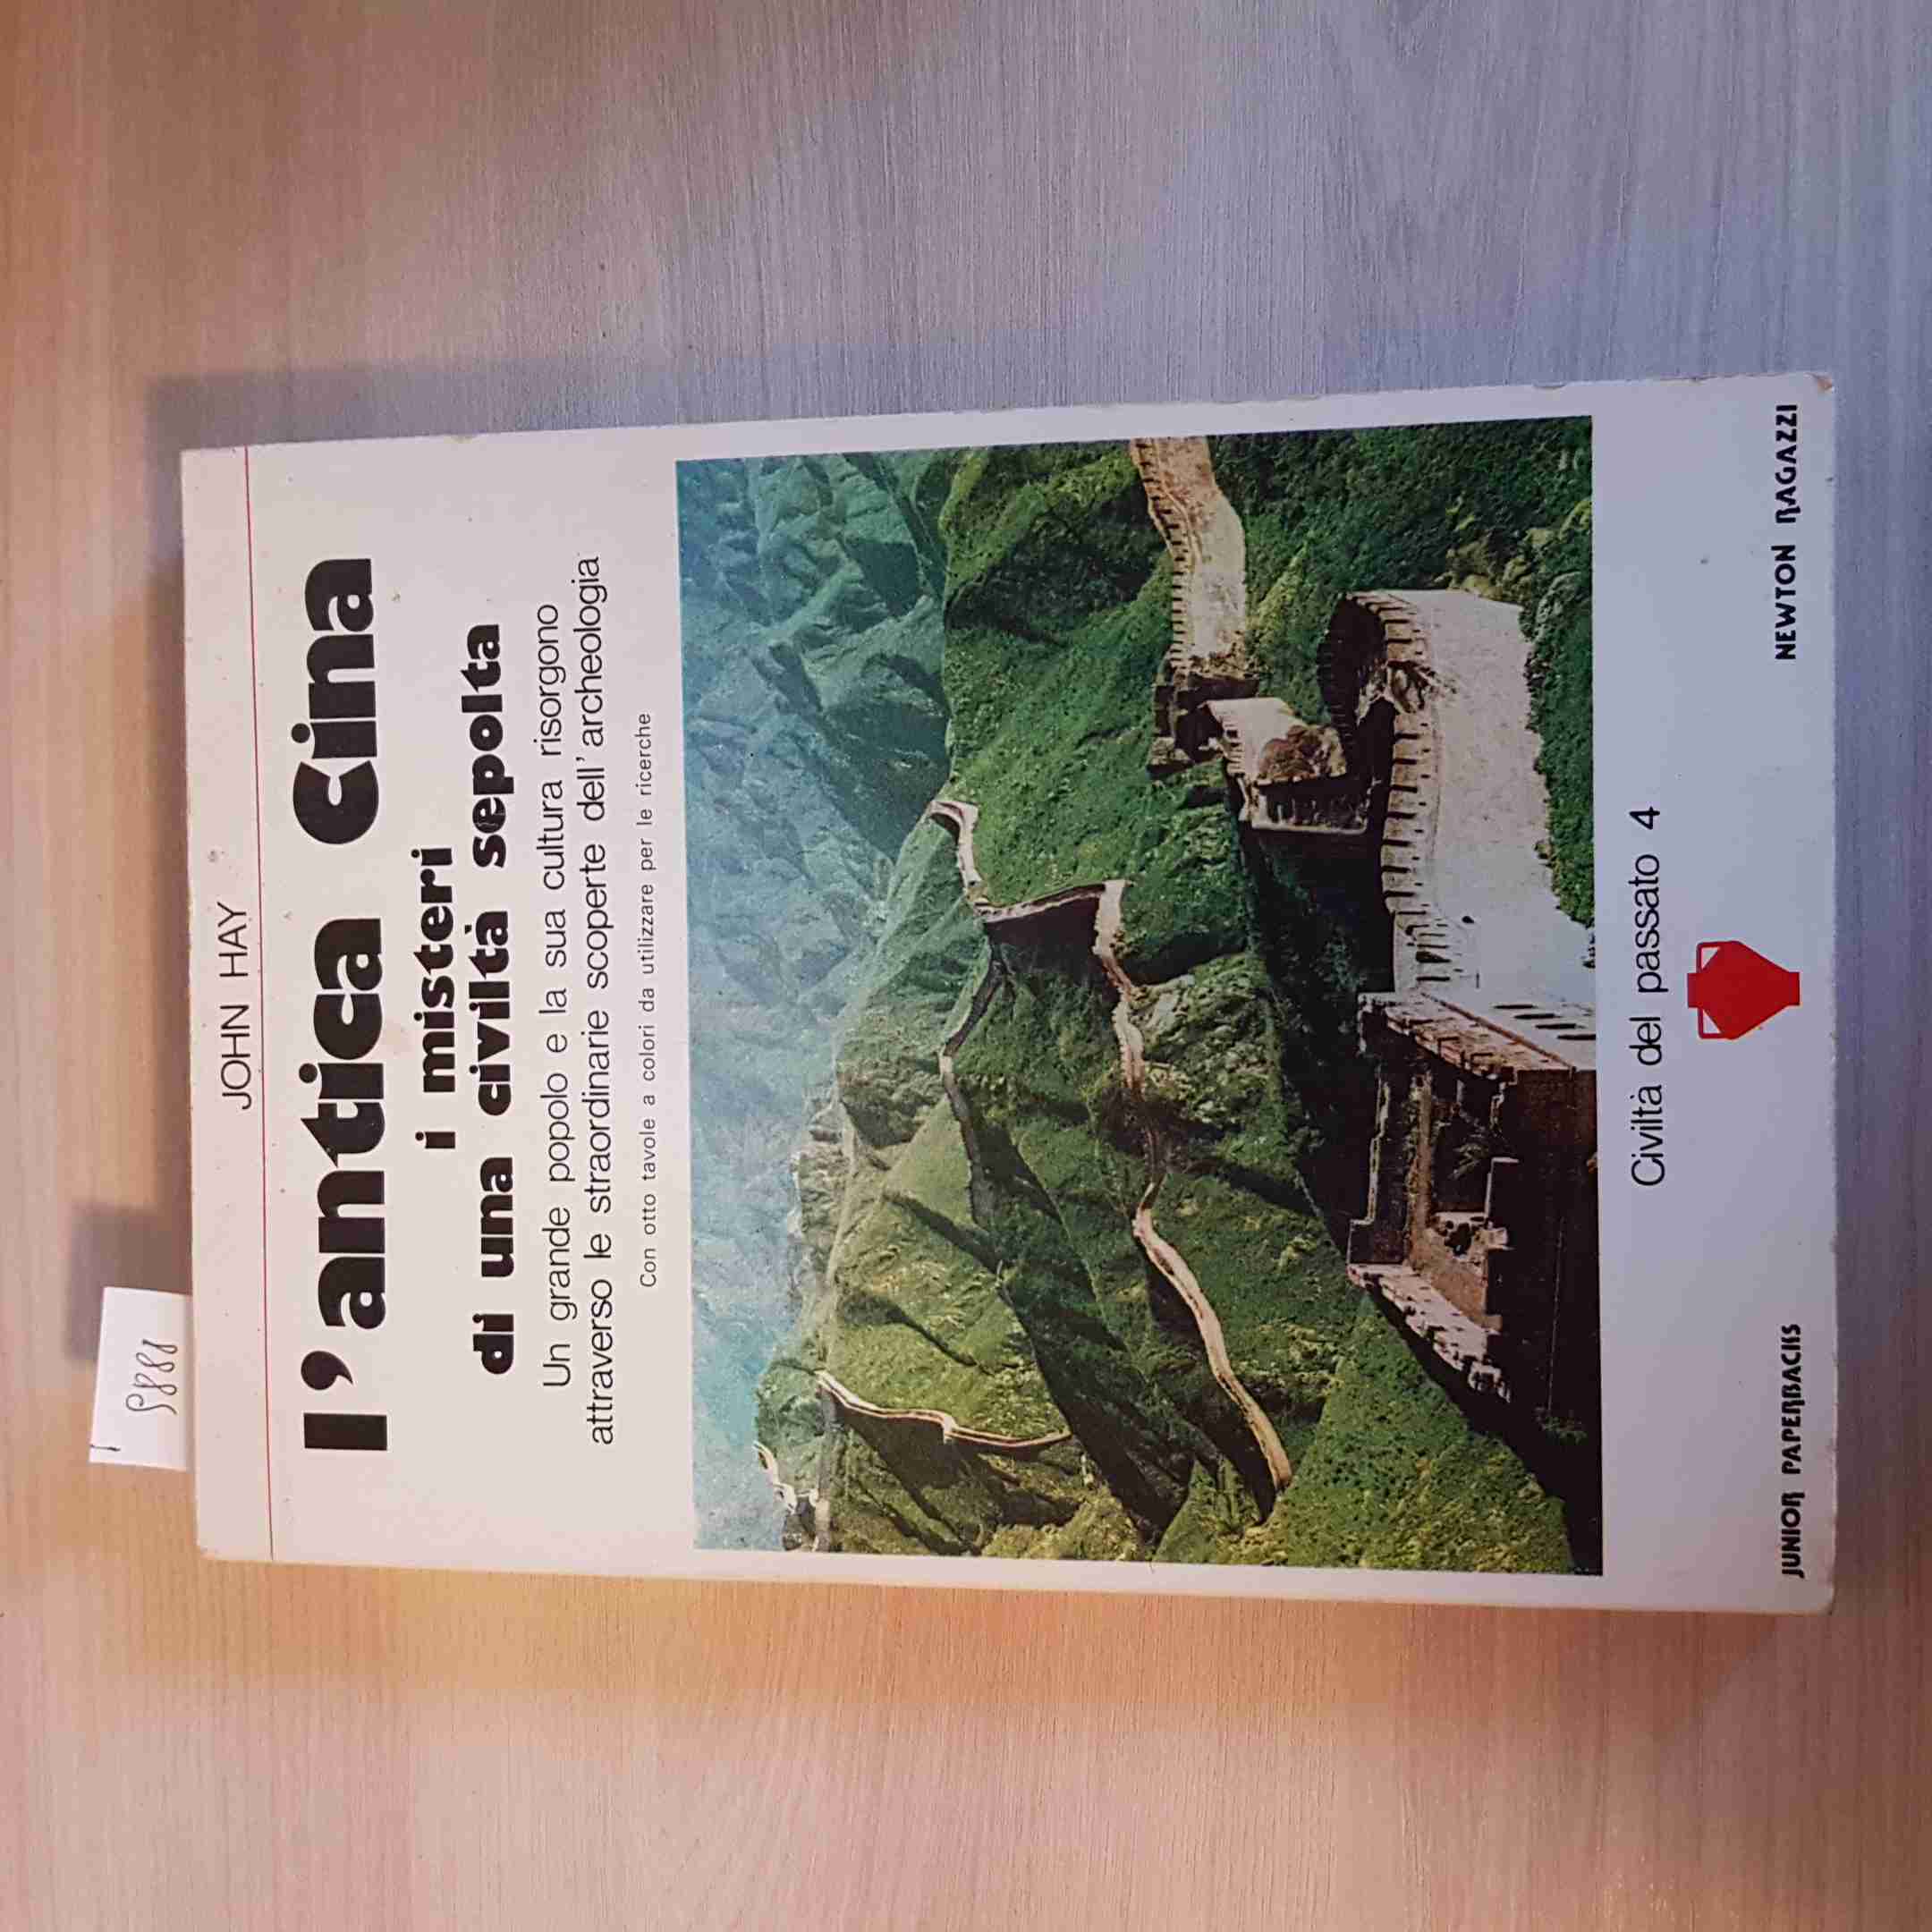 JOHN HAY
l'antica Cina
i misteri
di una civiltà sepolta
Un grande popolo e la sua cultura risorgono
attraverso le straordinarie scoperte dell'archeologia
Con otto tavole a colori da utilizzare per le ricerche
Civiltà del passato 4
JUNIOR PAPERBACKS
NEWTON RAGAZZI